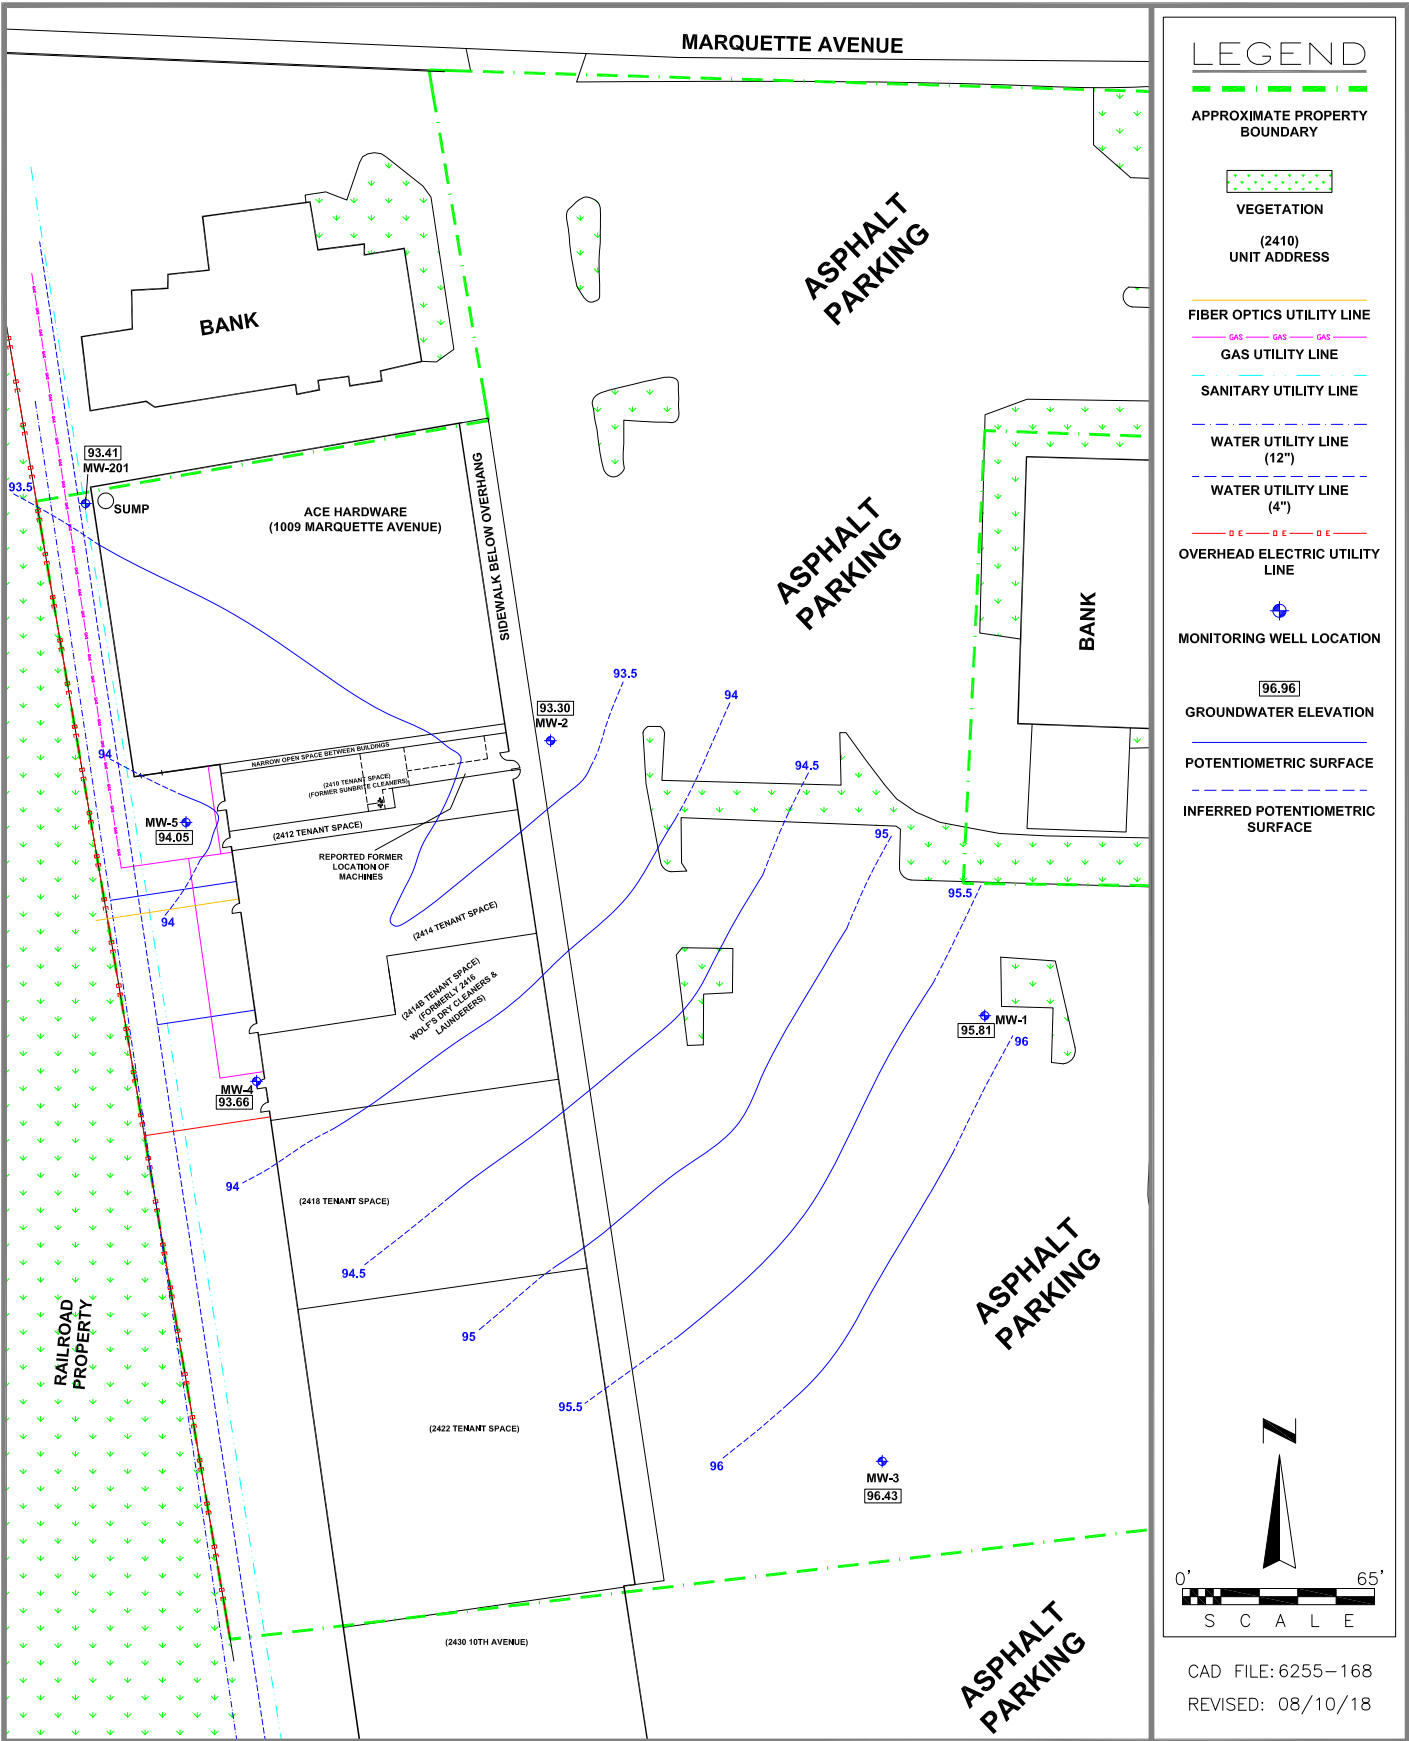 MARQUETTE AVENUE
ASPHALT
PARKING
BANK
93.41
MW-201
93.5
SUMP
ACE HARDWARE
(1009 MARQUETTE AVENUE)
SIDEWALK BELOW OVERHANG
ASPHALT
PARKING
BANK
93.5
94
93.30
MW-2
NARROW OPEN SPACE BETWEEN BUILDINGS
94
94.5
(2410 TENANT SPACE)
(FORMER SUNBRITE CLEANERS)
MW-5
94.05
(2412 TENANT SPACE)
95
REPORTED FORMER
LOCATION OF
MACHINES
95.5
94
(2414 TENANT SPACE)
(2414B TENANT SPACE)
(FORMERLY 2416
WOLF'S DRY CLEANERS &
LAUNDERERS)
MW-1
95.81
96
MW-4
93.66
94
(2418 TENANT SPACE)
94.5
ASPHALT
PARKING
RAILROAD
PROPERTY
95
95.5
(2422 TENANT SPACE)
96
MW-3
96.43
(2430 10TH AVENUE)
ASPHALT
PARKING
LEGEND
APPROXIMATE PROPERTY
BOUNDARY
VEGETATION
(2410)
UNIT ADDRESS
FIBER OPTICS UTILITY LINE
GAS GAS GAS
GAS UTILITY LINE
SANITARY UTILITY LINE
WATER UTILITY LINE
(12")
WATER UTILITY LINE
(4")
O E O E O E
OVERHEAD ELECTRIC UTILITY
LINE
MONITORING WELL LOCATION
96.96
GROUNDWATER ELEVATION
POTENTIOMETRIC SURFACE
INFERRED POTENTIOMETRIC
SURFACE
N
0' 65'
SCALE
CAD FILE: 6255-168
REVISED: 08/10/18